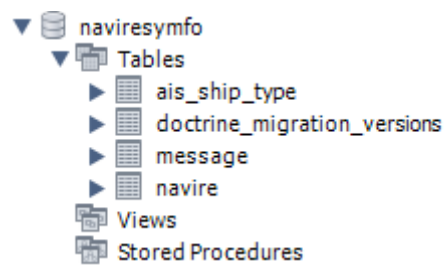 naviresymfo
Tables
ais_ship_type
doctrine_migration_versions
message
navire
Views
Stored Procedures